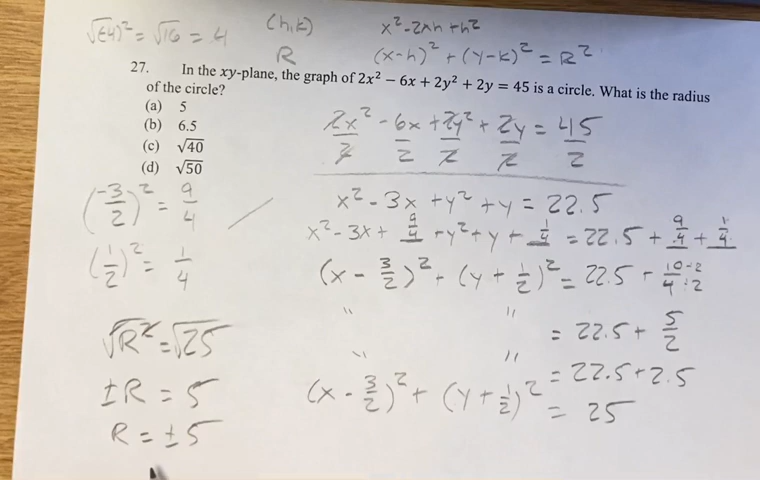 √(-4)² = √16 = 4 (h, k) x² - 2xh + h²
R (x-h)² + (y-k)² = R²
27. In the xy-plane, the graph of 2x² − 6x + 2y² + 2y = 45 is a circle. What is the radius
of the circle?
(a) 5
(b) 6.5
(c) √40
(d) √50
2x²/2 - 6x/2 + 2y²/2 + 2y/2 = 45/2
x² - 3x + y² + y = 22.5
(-3/2)² = 9/4
x² - 3x + 9/4 + y² + y + 1/4 = 22.5 + 9/4 + 1/4
(1/2)² = 1/4
(x - 3/2)² + (y + 1/2)² = 22.5 + 10÷2/4÷2
" " = 22.5 + 5/2
√R² = √25
" " = 22.5 + 2.5
±R = 5
(x - 3/2)² + (y + 1/2)² = 25
R = ±5